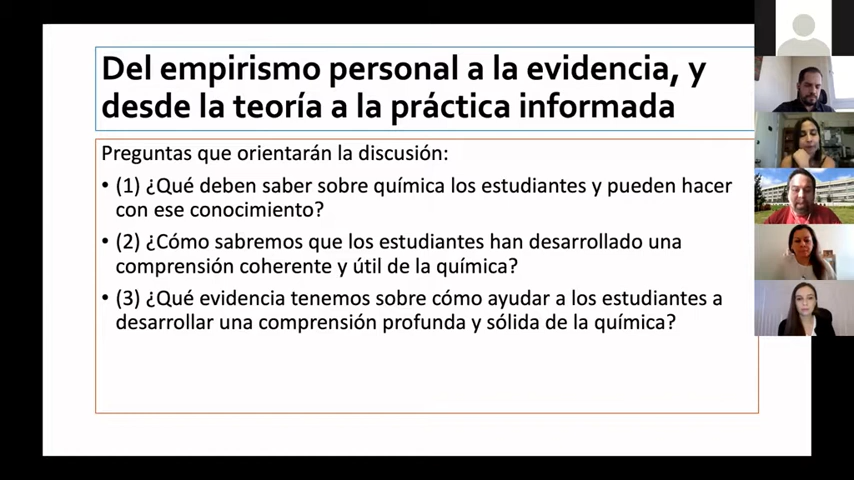 Del empirismo personal a la evidencia, y
desde la teoría a la práctica informada
Preguntas que orientarán la discusión:
• (1) ¿Qué deben saber sobre química los estudiantes y pueden hacer
con ese conocimiento?
• (2) ¿Cómo sabremos que los estudiantes han desarrollado una
comprensión coherente y útil de la química?
• (3) ¿Qué evidencia tenemos sobre cómo ayudar a los estudiantes a
desarrollar una comprensión profunda y sólida de la química?